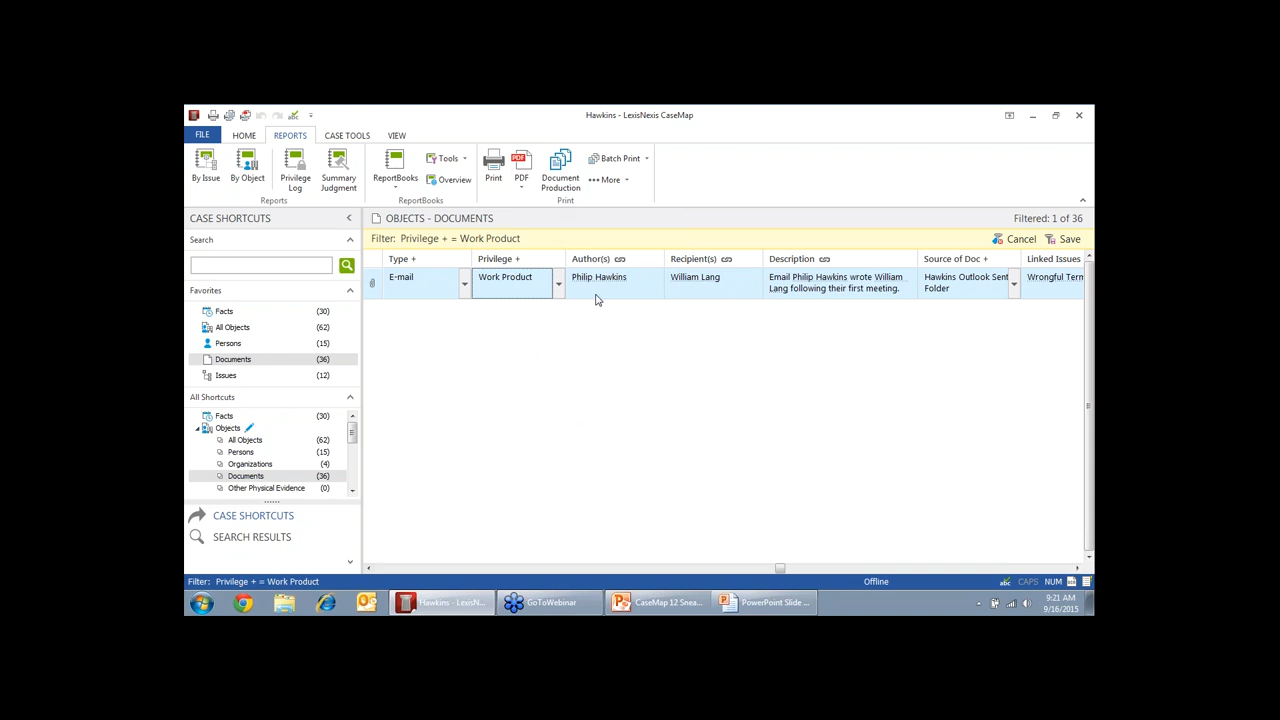 Hawkins - LexisNexis CaseMap
FILE HOME REPORTS CASE TOOLS VIEW
By Issue
By Object
Privilege
Log
Summary
Judgment
Reports
ReportBooks
Tools
Overview
ReportBooks
Print
PDF
Document
Production
Batch Print
More
Print
CASE SHORTCUTS
OBJECTS - DOCUMENTS
Filtered: 1 of 36
Search
Filter: Privilege + = Work Product
Cancel
Save
Type + Privilege + Author(s) Recipient(s) Description Source of Doc + Linked Issues
E-mail
Work Product
Philip Hawkins
William Lang
Email Philip Hawkins wrote William
Lang following their first meeting.
Hawkins Outlook Sent
Folder
Wrongful Term
Favorites
Facts (30)
All Objects (62)
Persons (15)
Documents (36)
Issues (12)
All Shortcuts
Facts (30)
Objects
All Objects (62)
Persons (15)
Organizations (4)
Documents (36)
Other Physical Evidence (0)
CASE SHORTCUTS
SEARCH RESULTS
Filter: Privilege + = Work Product
Offline
abc CAPS NUM
Hawkins - LexisN...
GoToWebinar
CaseMap 12 Snea...
PowerPoint Slide ...
9:21 AM
9/16/2015